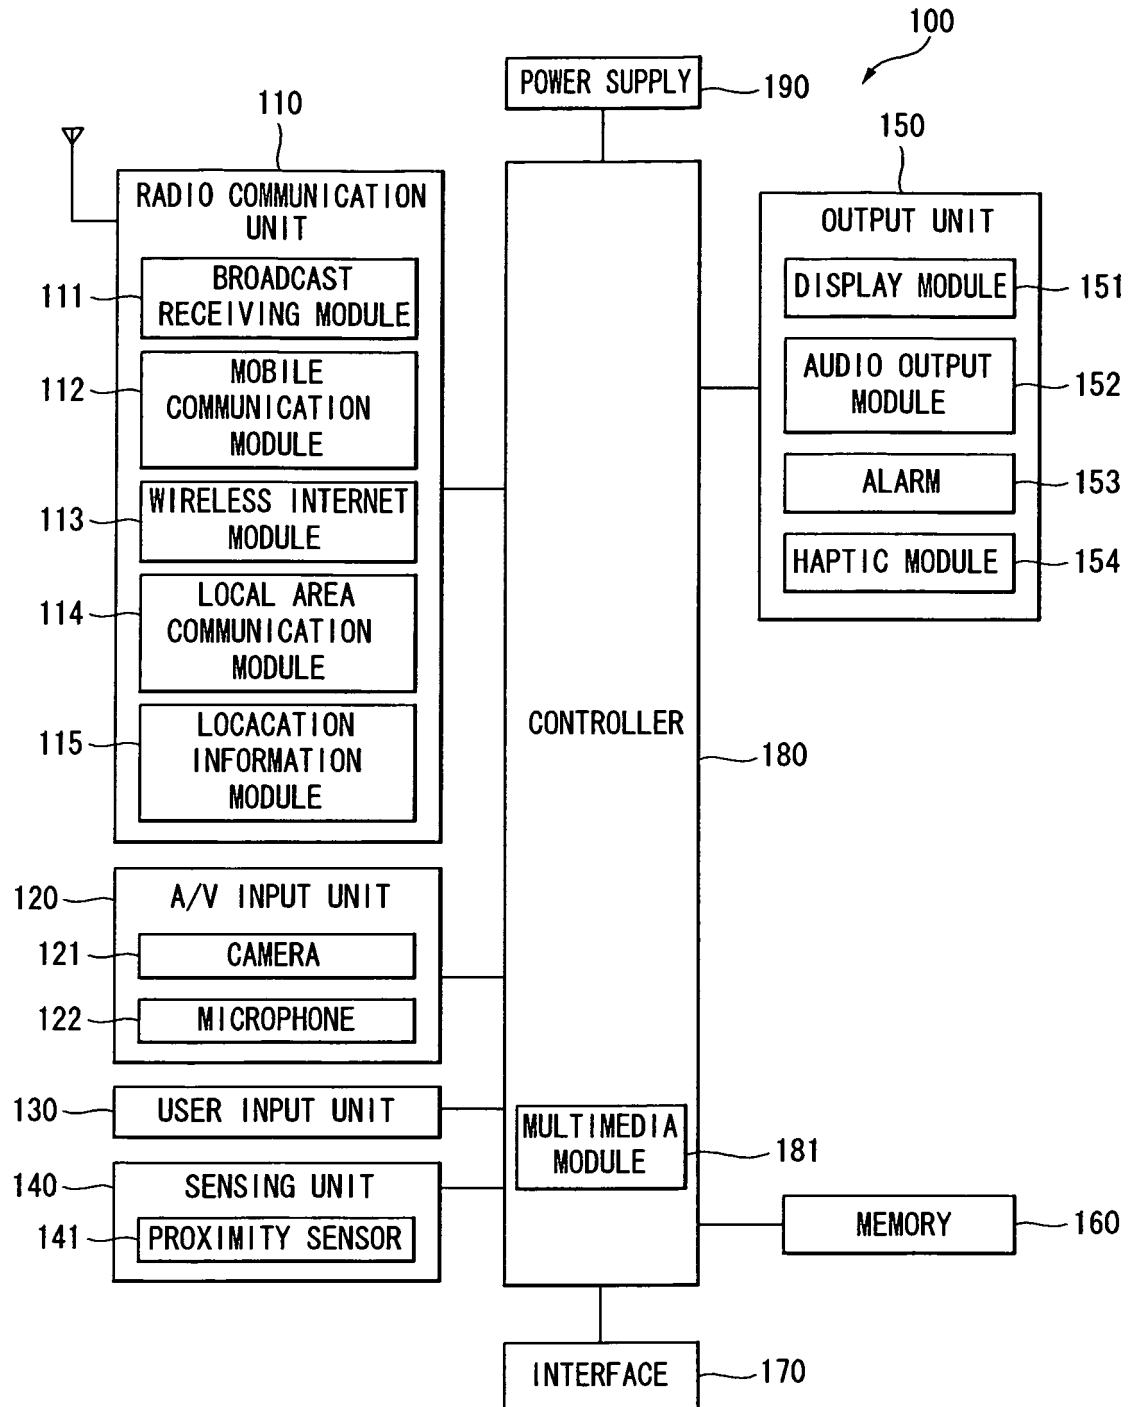 100
POWER SUPPLY
190
110
150
RADIO COMMUNICATION
UNIT
OUTPUT UNIT
BROADCAST
RECEIVING MODULE
111
DISPLAY MODULE
151
MOBILE
COMMUNICATION
MODULE
112
AUDIO OUTPUT
MODULE
152
WIRELESS INTERNET
MODULE
113
ALARM
153
HAPTIC MODULE
154
LOCAL AREA
COMMUNICATION
MODULE
114
LOCACATION
INFORMATION
MODULE
115
CONTROLLER
180
120
A/V INPUT UNIT
121
CAMERA
122
MICROPHONE
130
USER INPUT UNIT
MULTIMEDIA
MODULE
181
140
SENSING UNIT
141
PROXIMITY SENSOR
MEMORY
160
INTERFACE
170